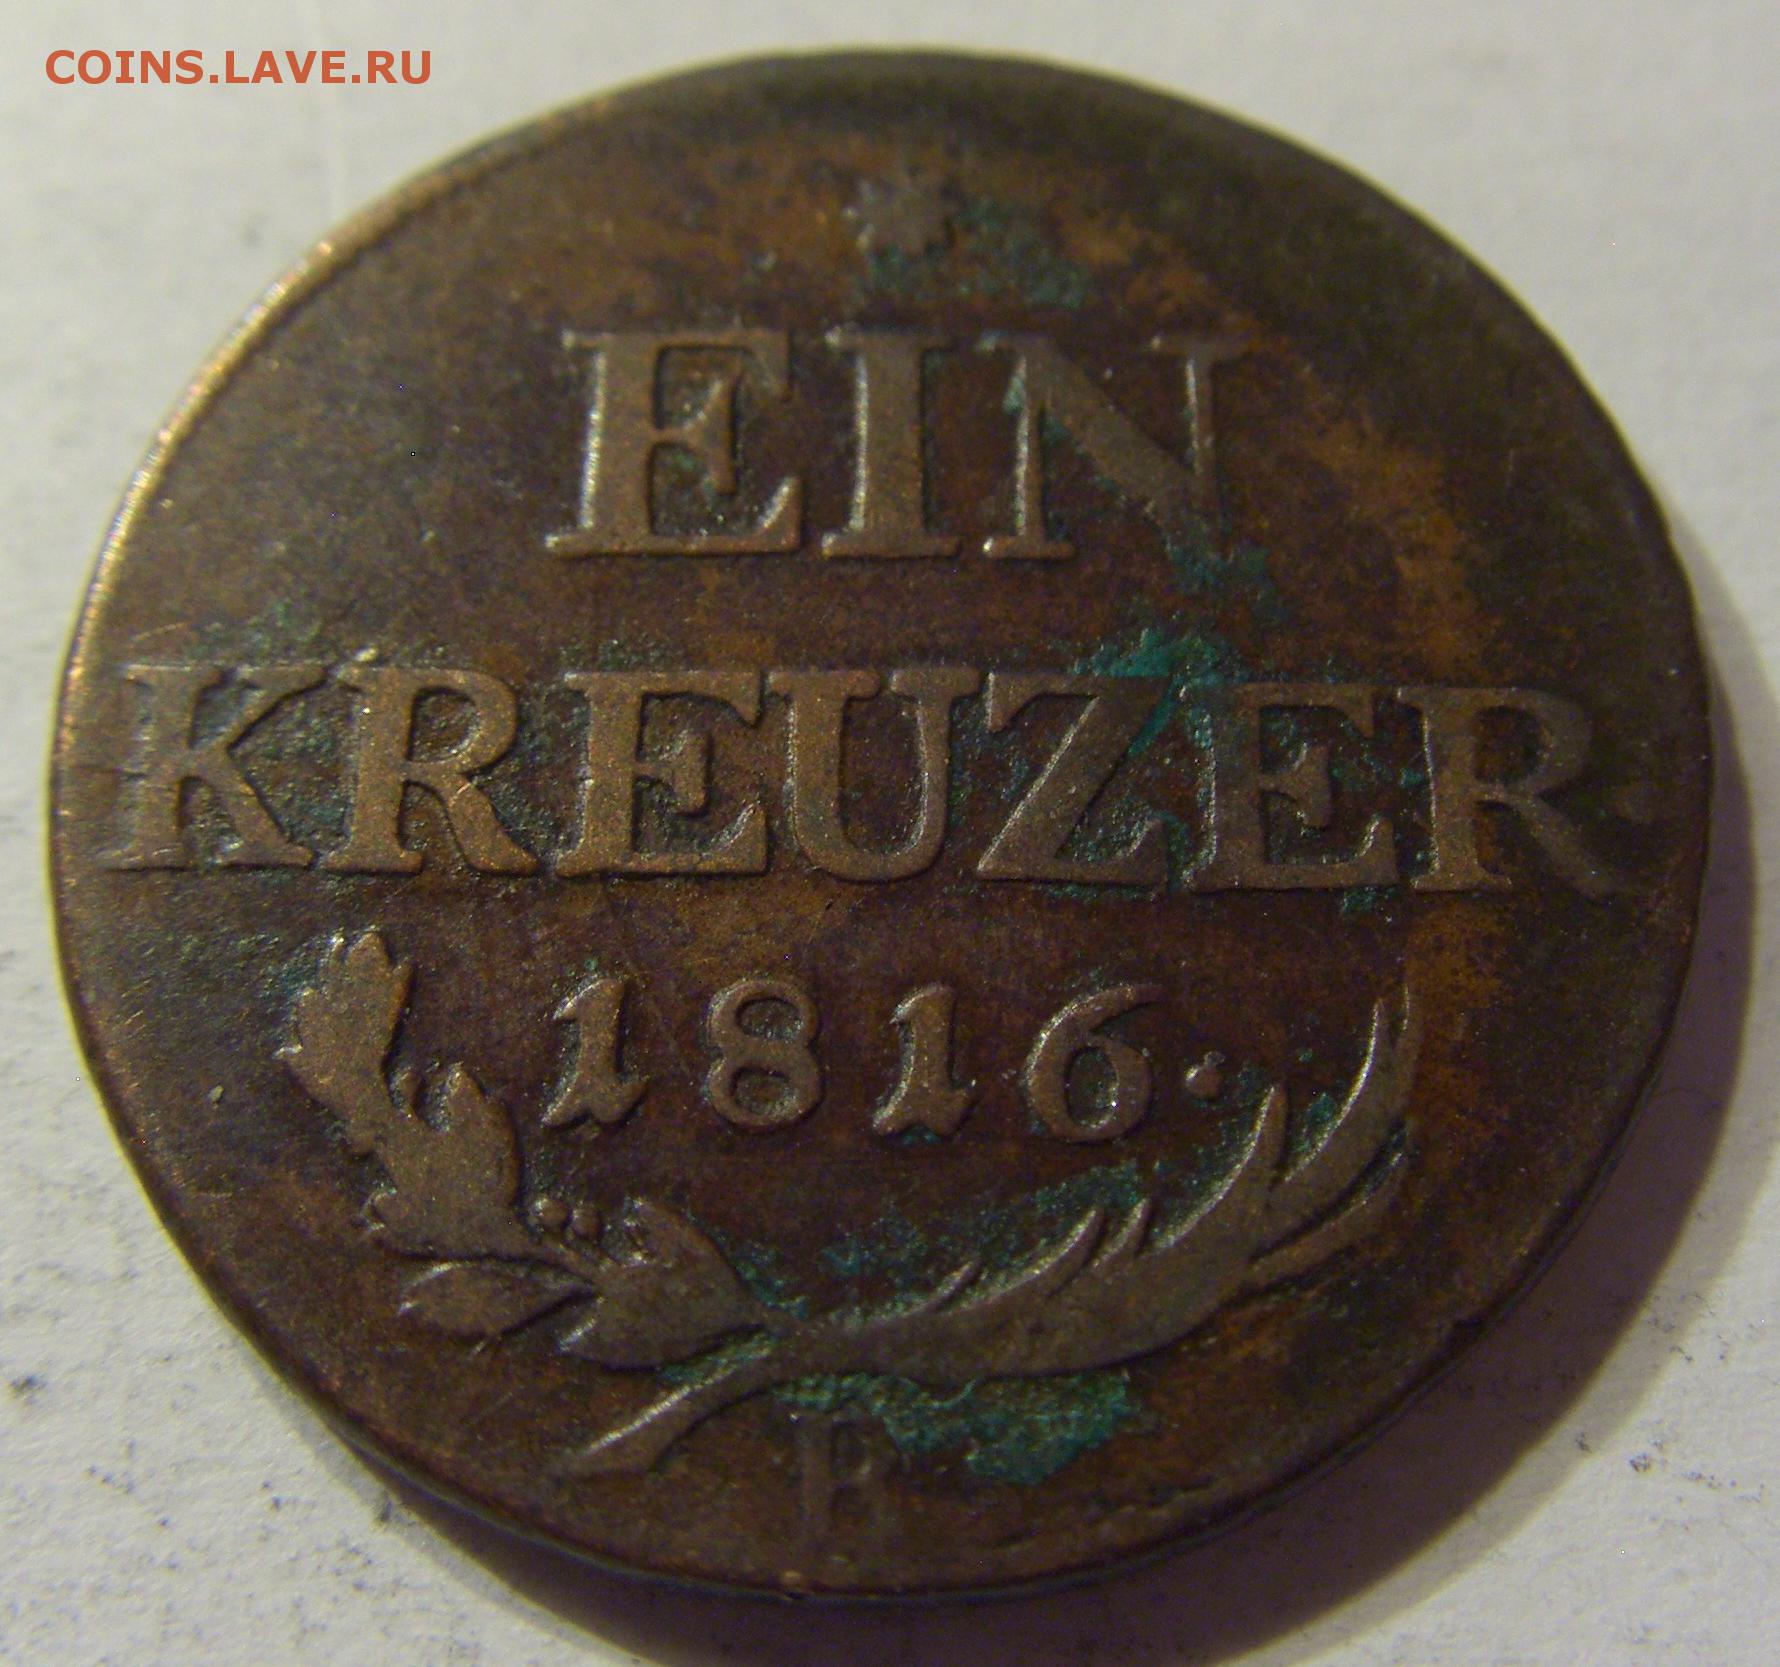 COINS.LAVE.RU
EIN
KREUZER.
1816.
B